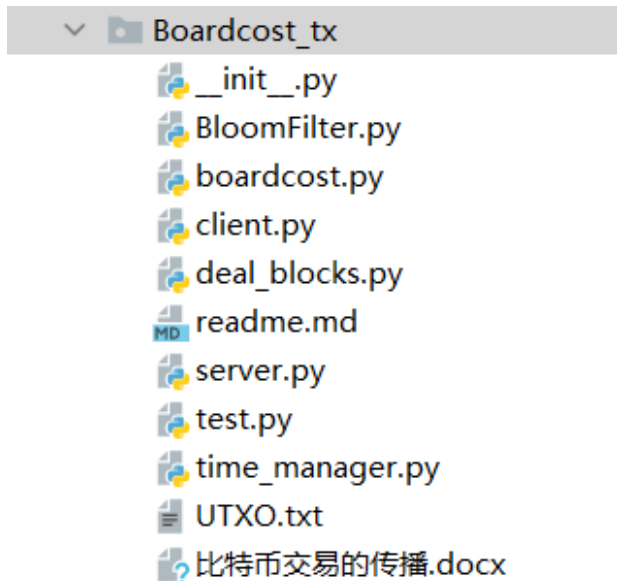 Boardcost_tx
__init__.py
BloomFilter.py
boardcost.py
client.py
deal_blocks.py
MD readme.md
server.py
test.py
time_manager.py
UTXO.txt
比特币交易的传播.docx